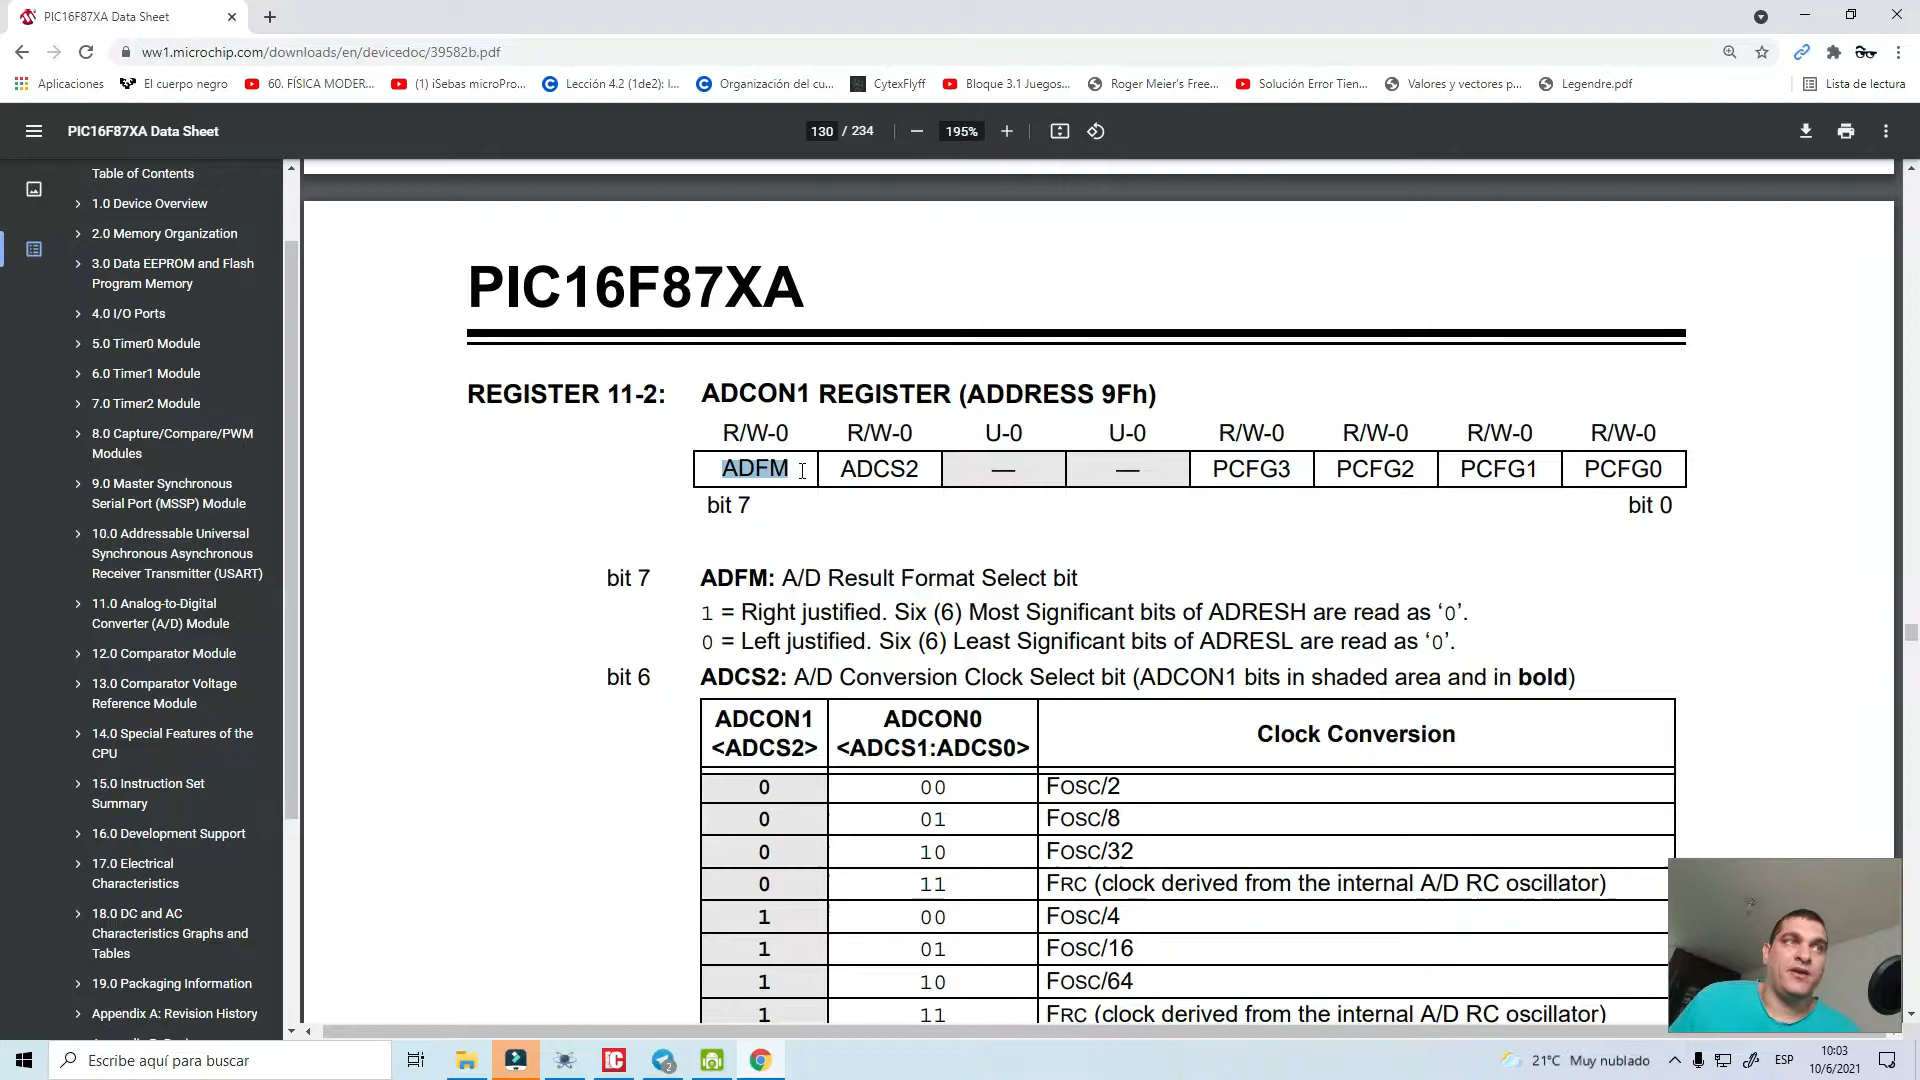 PIC16F87XA Data Sheet
ww1.microchip.com/downloads/en/devicedoc/39582b.pdf
Aplicaciones
El cuerpo negro
60. FÍSICA MODER...
(1) iSebas microPro...
Lección 4.2 (1de2): l...
Organización del cu...
CytexFlyff
Bloque 3.1 Juegos...
Roger Meier's Free...
Solución Error Tien...
Valores y vectores p...
Legendre.pdf
Lista de lectura
PIC16F87XA Data Sheet
130 / 234
195%
Table of Contents
1.0 Device Overview
2.0 Memory Organization
3.0 Data EEPROM and Flash
Program Memory
4.0 I/O Ports
5.0 Timer0 Module
6.0 Timer1 Module
7.0 Timer2 Module
8.0 Capture/Compare/PWM
Modules
9.0 Master Synchronous
Serial Port (MSSP) Module
10.0 Addressable Universal
Synchronous Asynchronous
Receiver Transmitter (USART)
11.0 Analog-to-Digital
Converter (A/D) Module
12.0 Comparator Module
13.0 Comparator Voltage
Reference Module
14.0 Special Features of the
CPU
15.0 Instruction Set
Summary
16.0 Development Support
17.0 Electrical
Characteristics
18.0 DC and AC
Characteristics Graphs and
Tables
19.0 Packaging Information
Appendix A: Revision History
PIC16F87XA
REGISTER 11-2: ADCON1 REGISTER (ADDRESS 9Fh)
R/W-0 R/W-0 U-0 U-0 R/W-0 R/W-0 R/W-0 R/W-0
ADFM ADCS2 — — PCFG3 PCFG2 PCFG1 PCFG0
bit 7 bit 0
bit 7 ADFM: A/D Result Format Select bit
1 = Right justified. Six (6) Most Significant bits of ADRESH are read as ‘0’.
0 = Left justified. Six (6) Least Significant bits of ADRESL are read as ‘0’.
bit 6 ADCS2: A/D Conversion Clock Select bit (ADCON1 bits in shaded area and in bold)
ADCON1 <ADCS2> ADCON0 <ADCS1:ADCS0> Clock Conversion
0 00 FOSC/2
0 01 FOSC/8
0 10 FOSC/32
0 11 FRC (clock derived from the internal A/D RC oscillator)
1 00 FOSC/4
1 01 FOSC/16
1 10 FOSC/64
1 11 FRC (clock derived from the internal A/D RC oscillator)
Escribe aquí para buscar
IC
2
21°C Muy nublado
ESP
10:03
10/6/2021